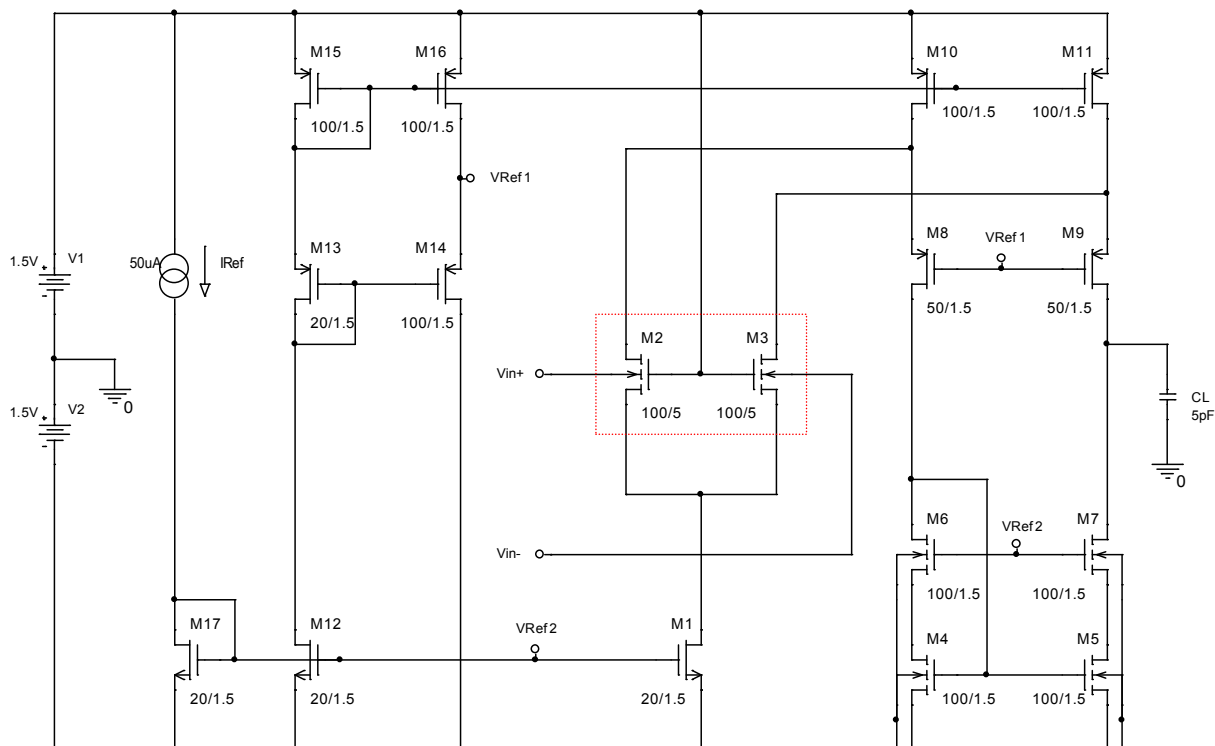 M15
M16
M10
M11
100/1.5
100/1.5
100/1.5
100/1.5
VRef1
M13
M14
M8
VRef1
M9
1.5V
+
V1
-
50uA
IRef
20/1.5
100/1.5
50/1.5
50/1.5
M2
M3
Vin+
0
100/5
100/5
CL
5pF
1.5V
+
V2
-
0
M6
VRef2
M7
Vin-
100/1.5
100/1.5
M17
M12
VRef2
M1
M4
M5
20/1.5
20/1.5
20/1.5
100/1.5
100/1.5